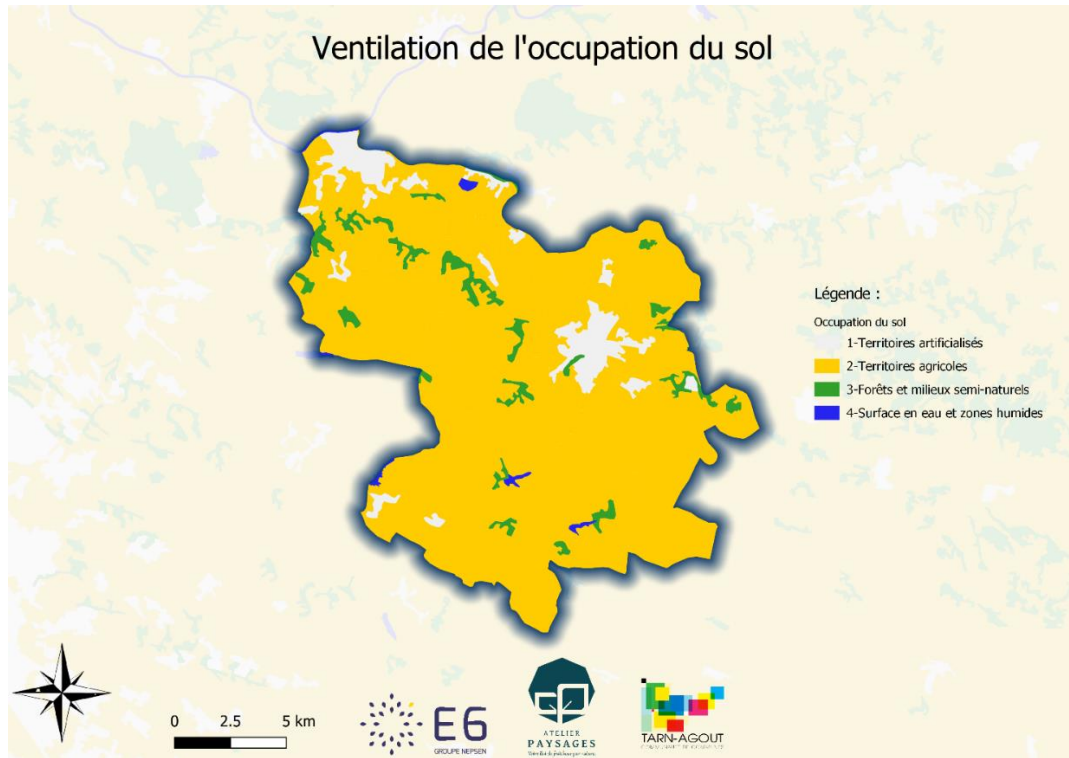 Ventilation de l'occupation du sol
Légende :
Occupation du sol
1-Territoires artificialisés
2-Territoires agricoles
3-Forêts et milieux semi-naturels
4-Surface en eau et zones humides
0 2.5 5 km
E6
GROUPE NEPSEN
ATELIER
PAYSAGES
TARN-AGOUT